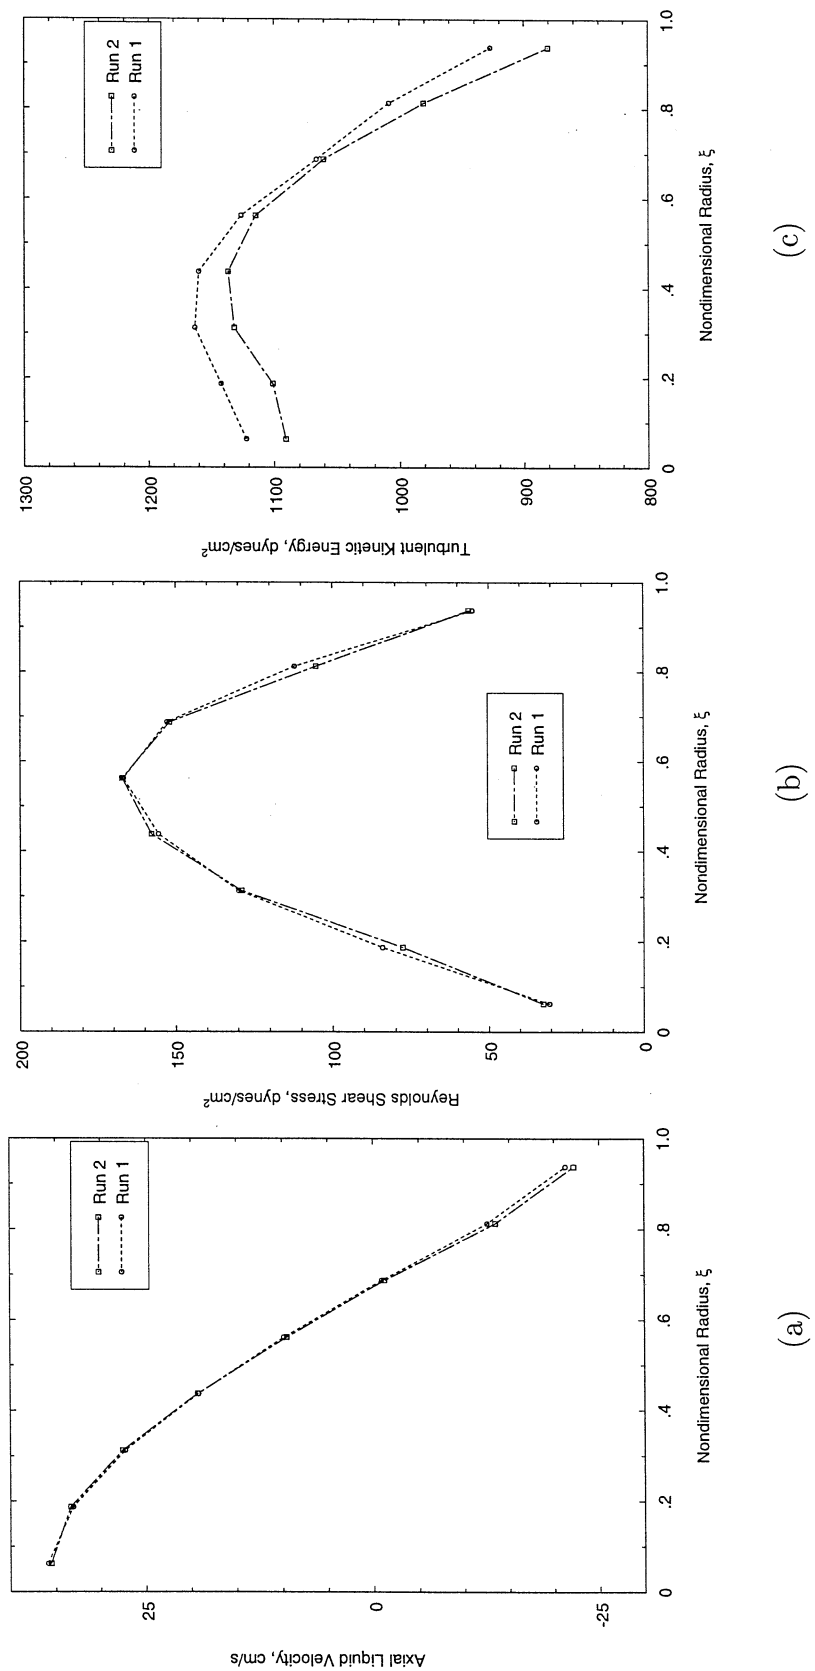 Axial Liquid Velocity, cm/s
25
0
-25
0
.2
.4
.6
.8
1.0
Nondimensional Radius, ξ
Run 2
Run 1
(a)
Reynolds Shear Stress, dynes/cm²
200
150
100
50
0
0
.2
.4
.6
.8
1.0
Nondimensional Radius, ξ
Run 2
Run 1
(b)
Turbulent Kinetic Energy, dynes/cm²
1300
1200
1100
1000
900
800
0
.2
.4
.6
.8
1.0
Nondimensional Radius, ξ
Run 2
Run 1
(c)